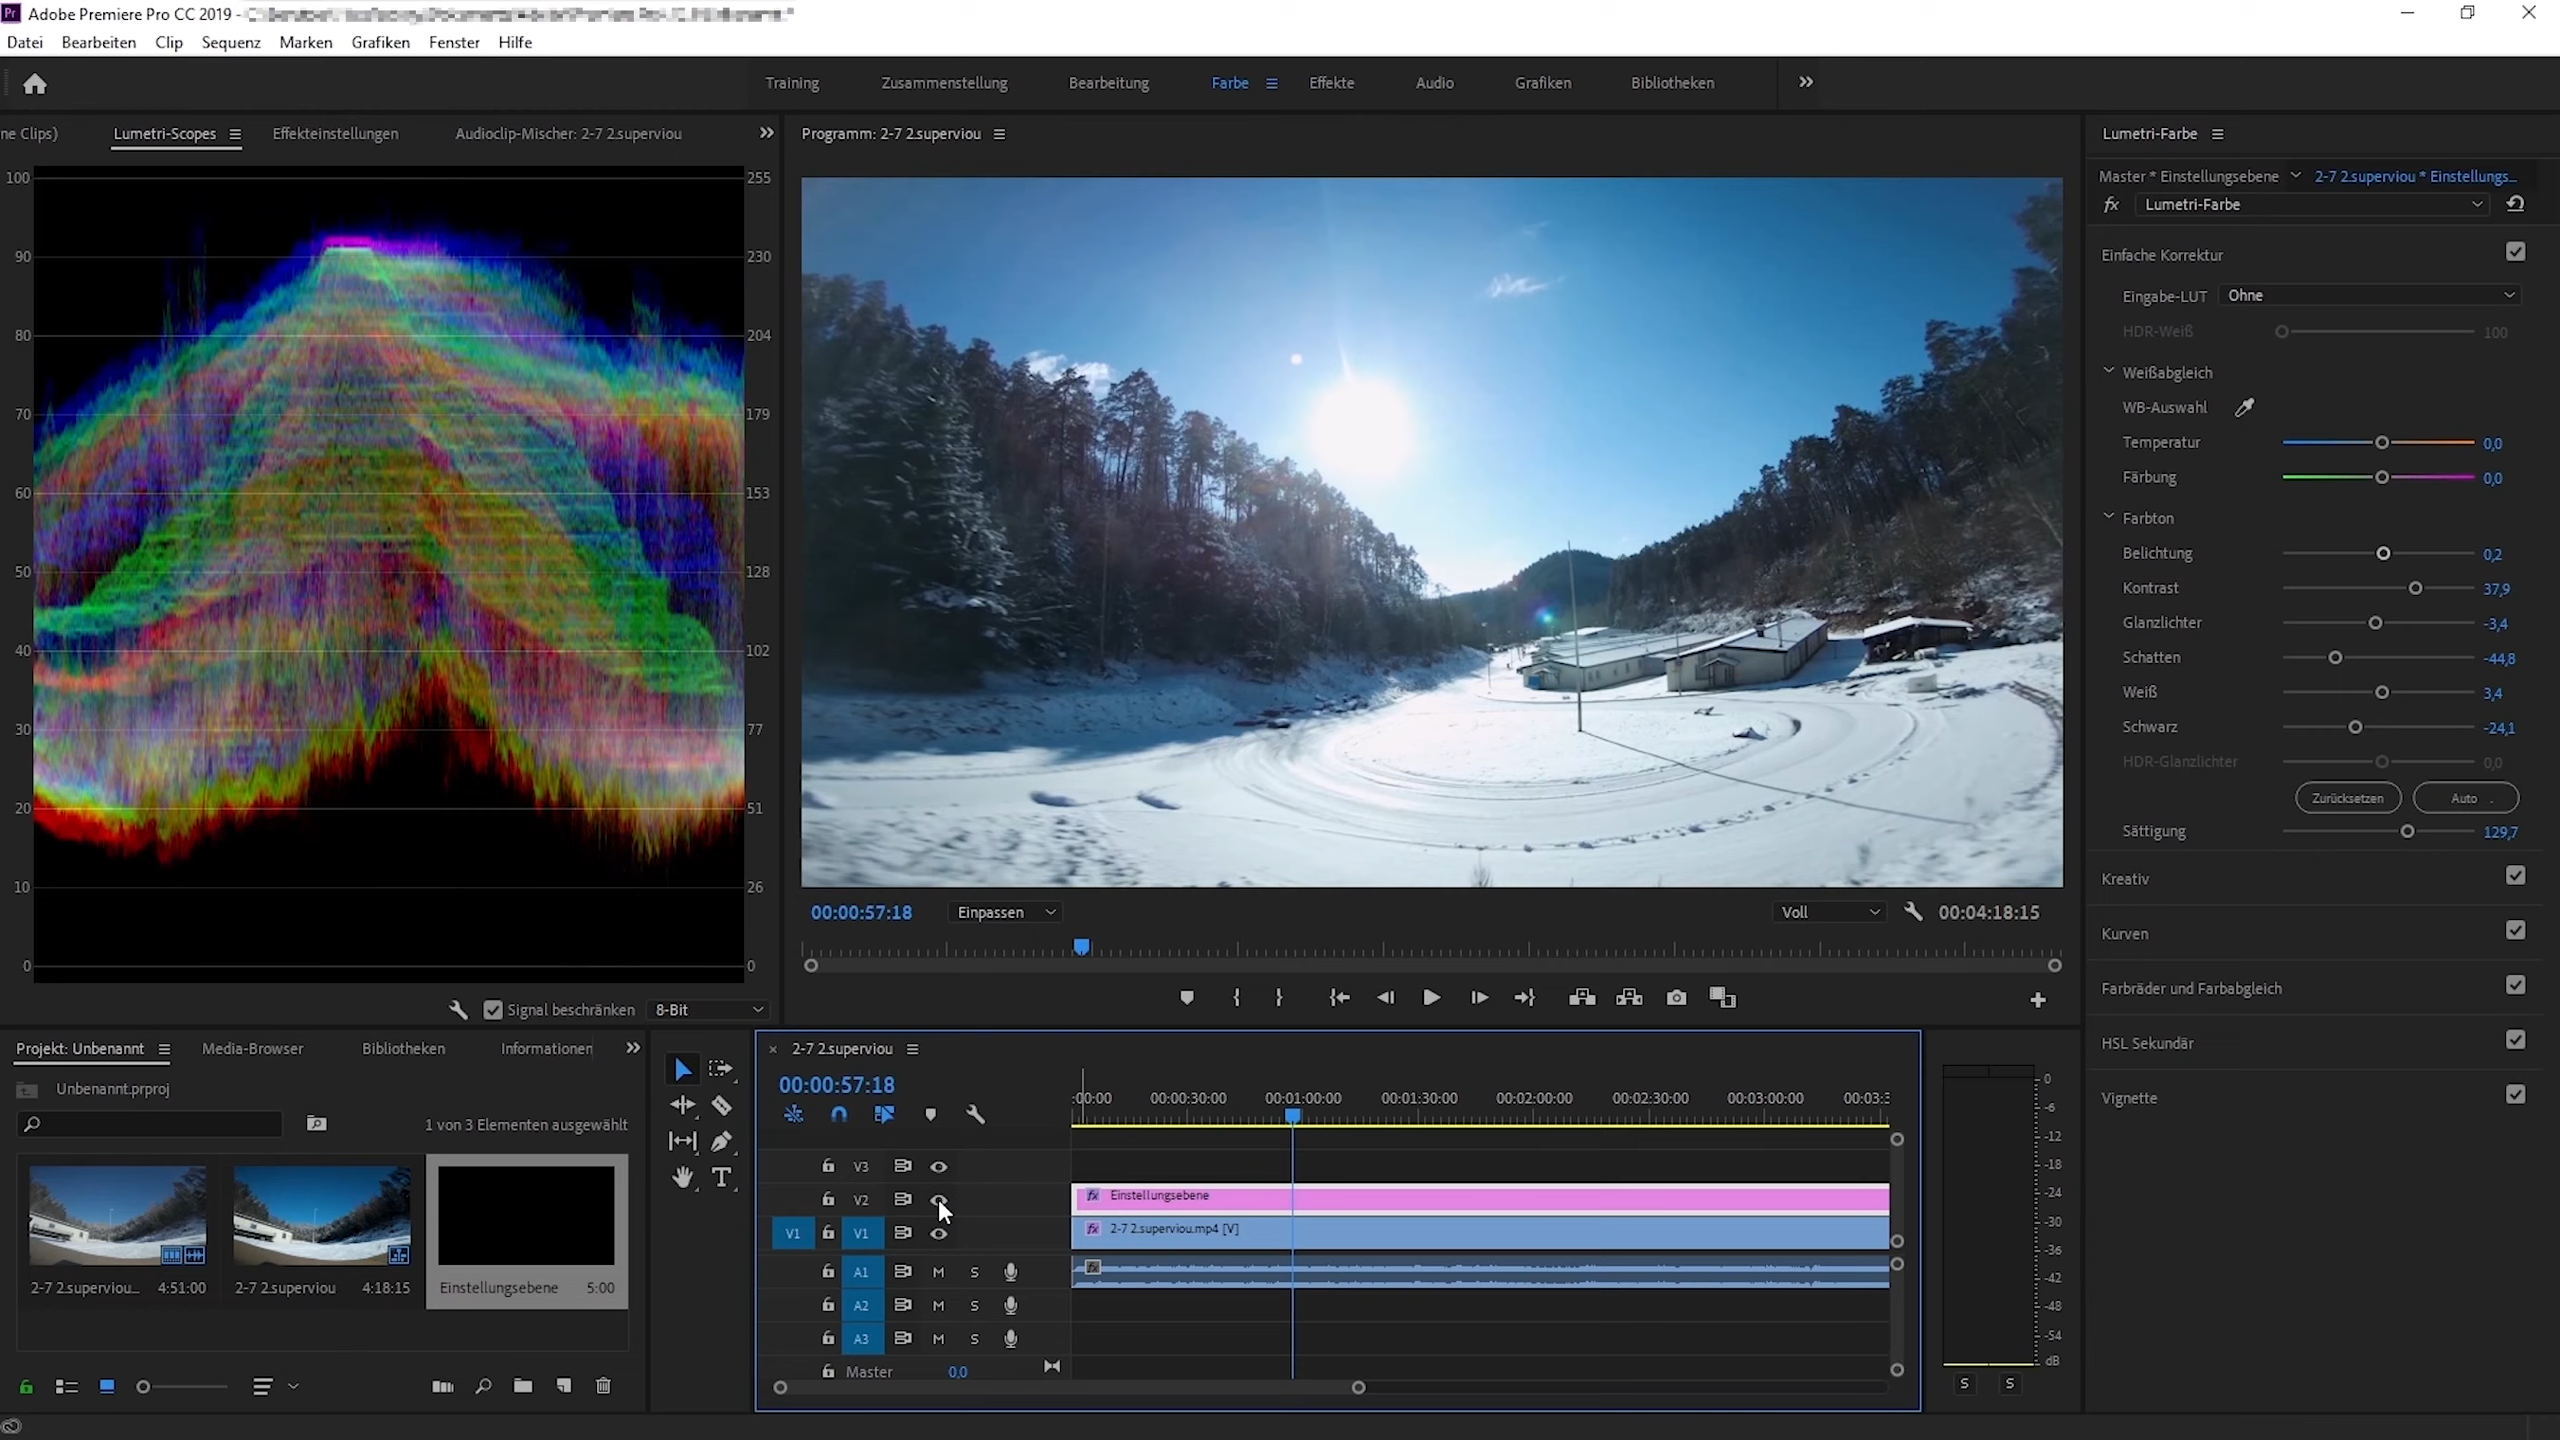 Adobe Premiere Pro CC 2019 -
Datei Bearbeiten Clip Sequenz Marken Grafiken Fenster Hilfe
Training Zusammenstellung Bearbeitung Farbe Effekte Audio Grafiken Bibliotheken
ne Clips) Lumetri-Scopes Effekteinstellungen Audioclip-Mischer: 2-7 2.superviou
Programm: 2-7 2.superviou
Lumetri-Farbe
Master * Einstellungsebene 2-7 2.superviou * Einstellungs...
fx Lumetri-Farbe
Einfache Korrektur
Eingabe-LUT Ohne
HDR-Weiß 100
Weißabgleich
WB-Auswahl
Temperatur 0,0
Färbung 0,0
Farbton
Belichtung 0,2
Kontrast 37,9
Glanzlichter -3,4
Schatten -44,8
Weiß 3,4
Schwarz -24,1
HDR-Glanzlichter 0,0
Zurücksetzen Auto
Sättigung 129,7
Kreativ
Kurven
Farbräder und Farbabgleich
HSL Sekundär
Vignette
100 255
90 230
80 204
70 179
60 153
50 128
40 102
30 77
20 51
10 26
0 0
Signal beschränken 8-Bit
00:00:57:18 Einpassen Voll 00:04:18:15
Projekt: Unbenannt Media-Browser Bibliotheken Informationen
Unbenannt.prproj
1 von 3 Elementen ausgewählt
2-7 2.superviou... 4:51:00 2-7 2.superviou 4:18:15 Einstellungsebene 5:00
2-7 2.superviou
00:00:57:18
:00:00 00:00:30:00 00:01:00:00 00:01:30:00 00:02:00:00 00:02:30:00 00:03:00:00 00:03:3
V3
V2 fx Einstellungsebene
V1 V1 fx 2-7 2.superviou.mp4 [V]
A1 M S fx
A2 M S
A3 M S
Master 0,0
0
-6
-12
-18
-24
-30
-36
-42
-48
-54
dB
S S